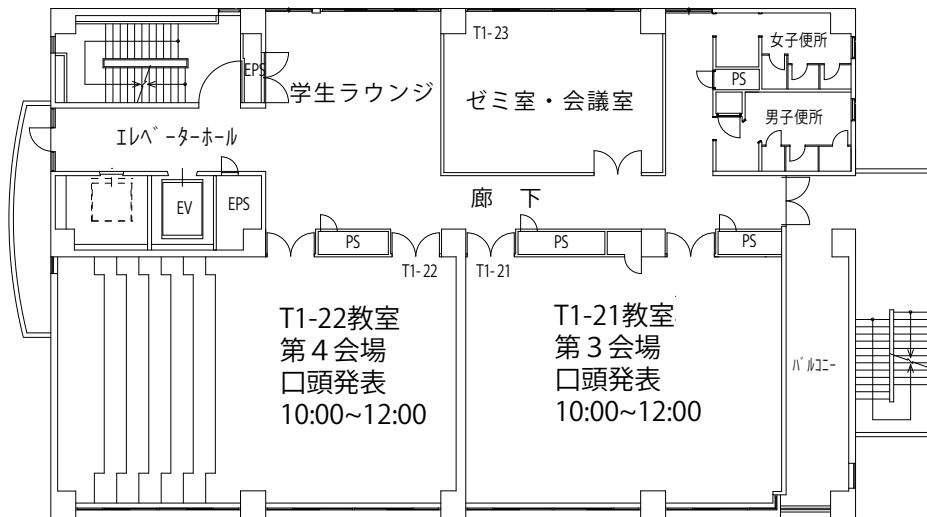 T1-23
女子便所
EPS
学生ラウンジ
ゼミ室・会議室
PS
男子便所
エレベーターホール
EV
EPS
廊　下
PS
PS
PS
T1-22
T1-21
T1-22教室
第４会場
口頭発表
10:00~12:00
T1-21教室
第３会場
口頭発表
10:00~12:00
バルコニー